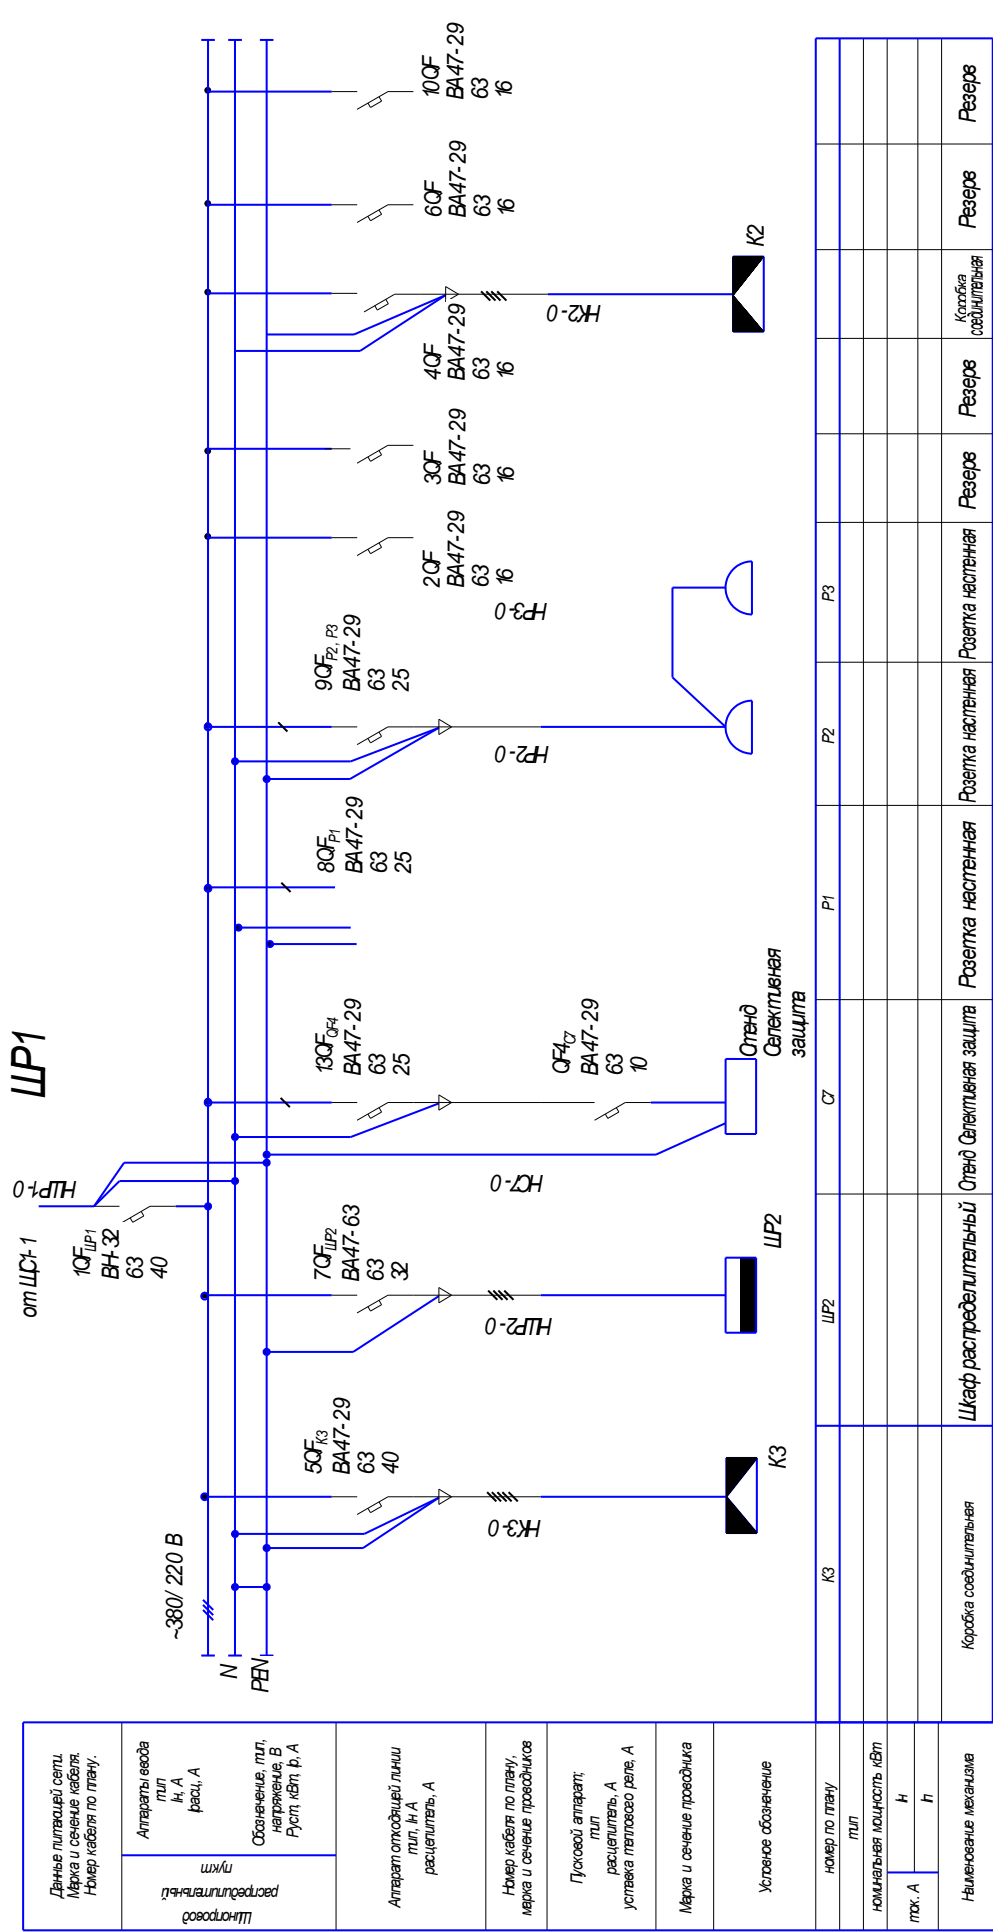 ШР1
от ЩС1-1
НШР1-0
1QF ШР1
ВН-32
63
40
~380/ 220 В
N
PEN
5QF К3
ВА47-29
63
40
НК3-0
К3
7QF ШР2
ВА47-63
63
32
НШР2-0
ШР2
13QF QF4
ВА47-29
63
25
НС7-0
QF4 С7
ВА47-29
63
10
Стенд
Селективная
защита
8QF Р1
ВА47-29
63
25
9QF Р2, Р3
ВА47-29
63
25
НР2-0
НР3-0
2QF
ВА47-29
63
16
3QF
ВА47-29
63
16
4QF
ВА47-29
63
16
НК2-0
К2
6QF
ВА47-29
63
16
10QF
ВА47-29
63
16
Данные питающей сети.
Марка и сечение кабеля.
Номер кабеля по плану.
Шинопровод
распределительный
пункт
Аппараты ввода
тип
Iн, А
Iрасц, А
Обозначение, тип,
напряжение, В
Руст, кВт, Iр, А
Аппарат отходящей линии
тип, Iн А
расцепитель, А
Номер кабеля по плану,
марка и сечение проводников
Пусковой аппарат;
тип
расцепитель, А
уставка теплового реле, А
Марка и сечение проводника
Условное обозначение
номер по плану
К3
ШР2
С7
Р1
Р2
Р3
тип
номинальная мощность кВт
ток. А
Iн
Iп
Наименование механизма
Коробка соединительная
Шкаф распределительный
Стенд Селективная защита
Розетка настенная
Розетка настенная
Розетка настенная
Резерв
Резерв
Коробка
соединительная
Резерв
Резерв